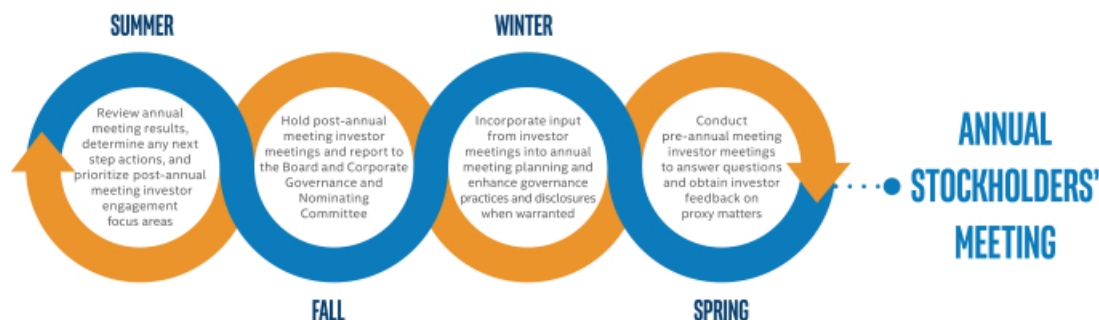 SUMMER
Review annual
meeting results,
determine any next
step actions, and
prioritize post-annual
meeting investor
engagement
focus areas
Hold post-annual
meeting investor
meetings and report to
the Board and Corporate
Governance and
Nominating
Committee
FALL
WINTER
Incorporate input
from investor
meetings into annual
meeting planning and
enhance governance
practices and disclosures
when warranted
Conduct
pre-annual meeting
investor meetings
to answer questions
and obtain investor
feedback on
proxy matters
SPRING
ANNUAL
STOCKHOLDERS'
MEETING